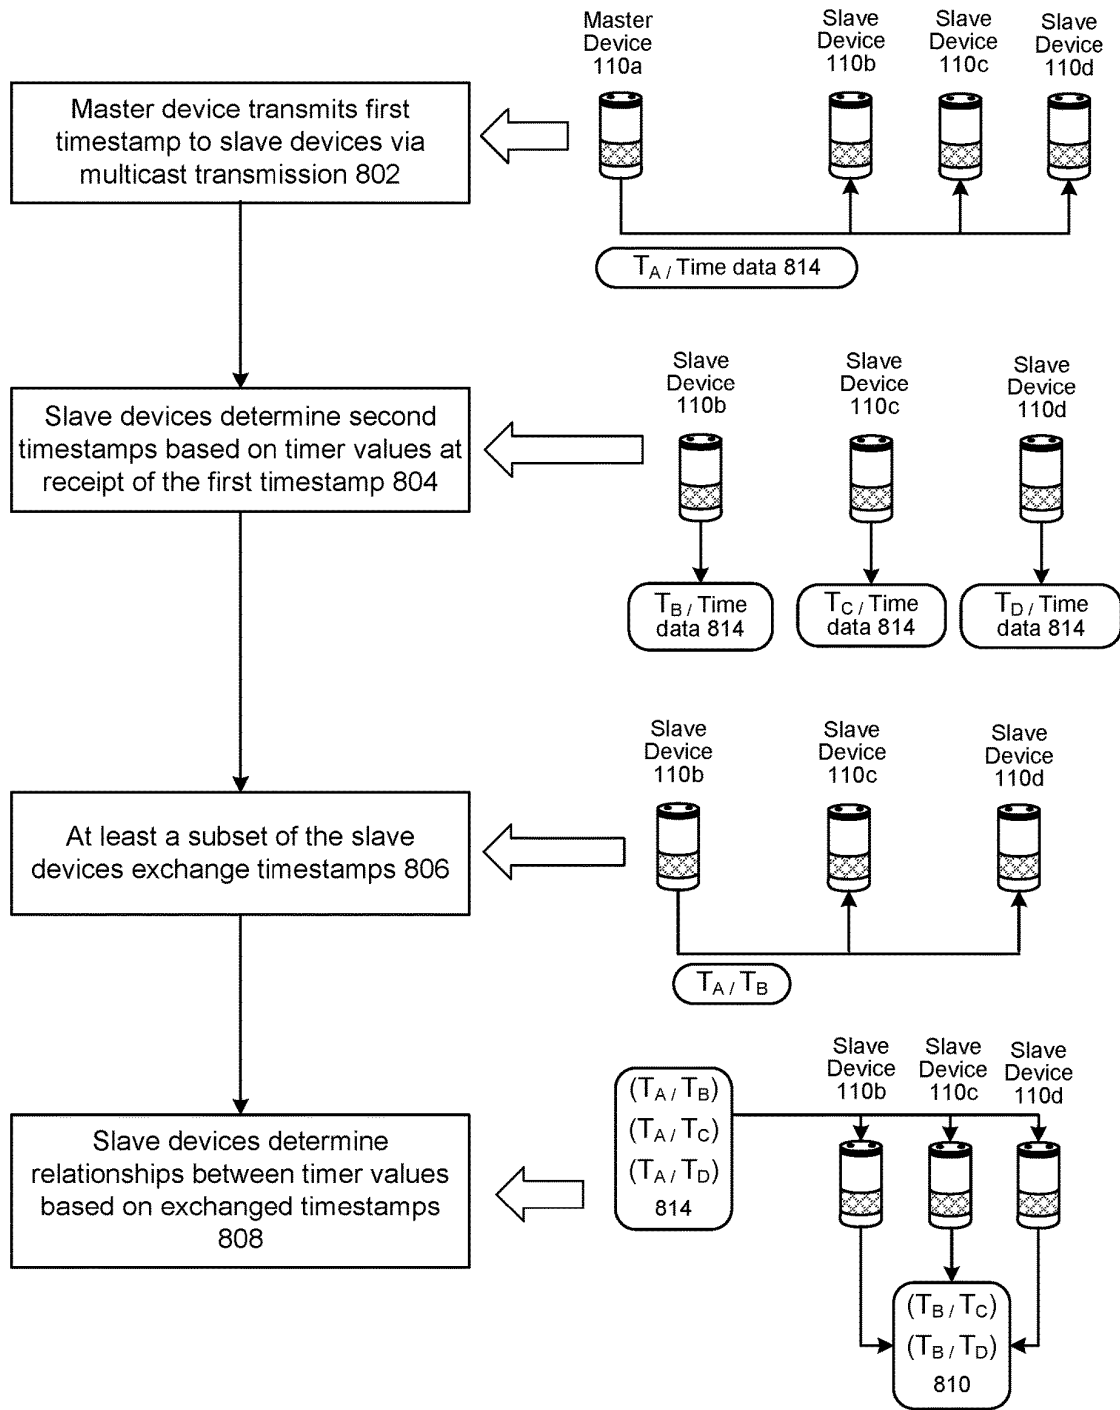 Master
Device
110a
Slave
Device
110b
Slave
Device
110c
Slave
Device
110d
Master device transmits first
timestamp to slave devices via
multicast transmission 802
TA / Time data 814
Slave
Device
110b
Slave
Device
110c
Slave
Device
110d
Slave devices determine second
timestamps based on timer values at
receipt of the first timestamp 804
TB / Time
data 814
TC / Time
data 814
TD / Time
data 814
Slave
Device
110b
Slave
Device
110c
Slave
Device
110d
At least a subset of the slave
devices exchange timestamps 806
TA / TB
Slave
Device
110b
Slave
Device
110c
Slave
Device
110d
(TA / TB)
(TA / TC)
(TA / TD)
814
Slave devices determine
relationships between timer values
based on exchanged timestamps
808
(TB / TC)
(TB / TD)
810